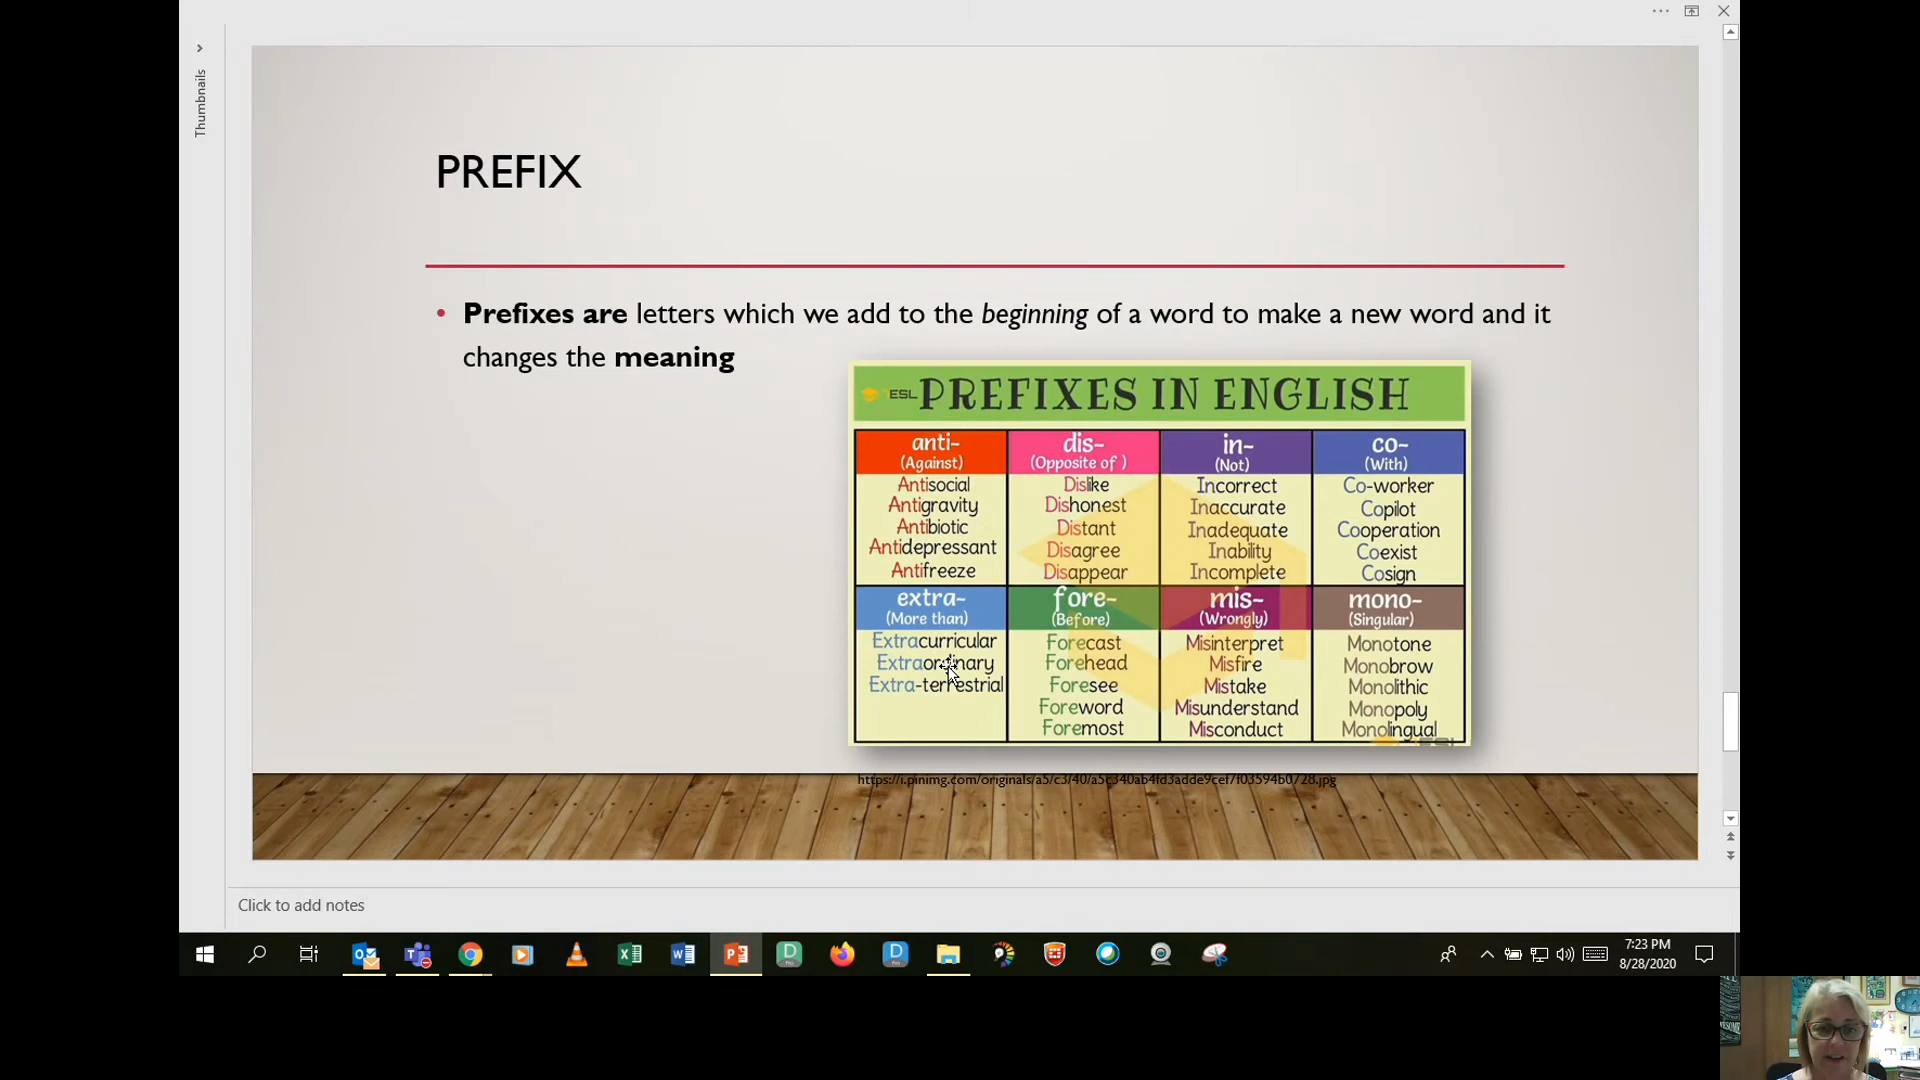 Thumbnails
PREFIX
• Prefixes are letters which we add to the beginning of a word to make a new word and it
changes the meaning
ESL PREFIXES IN ENGLISH
anti-
(Against)
Antisocial
Antigravity
Antibiotic
Antidepressant
Antifreeze
dis-
(Opposite of )
Dislike
Dishonest
Distant
Disagree
Disappear
in-
(Not)
Incorrect
Inaccurate
Inadequate
Inability
Incomplete
co-
(With)
Co-worker
Copilot
Cooperation
Coexist
Cosign
extra-
(More than)
Extracurricular
Extraordinary
Extra-terrestrial
fore-
(Before)
Forecast
Forehead
Foresee
Foreword
Foremost
mis-
(Wrongly)
Misinterpret
Misfire
Mistake
Misunderstand
Misconduct
mono-
(Singular)
Monotone
Monobrow
Monolithic
Monopoly
Monolingual
Click to add notes
7:23 PM
8/28/2020